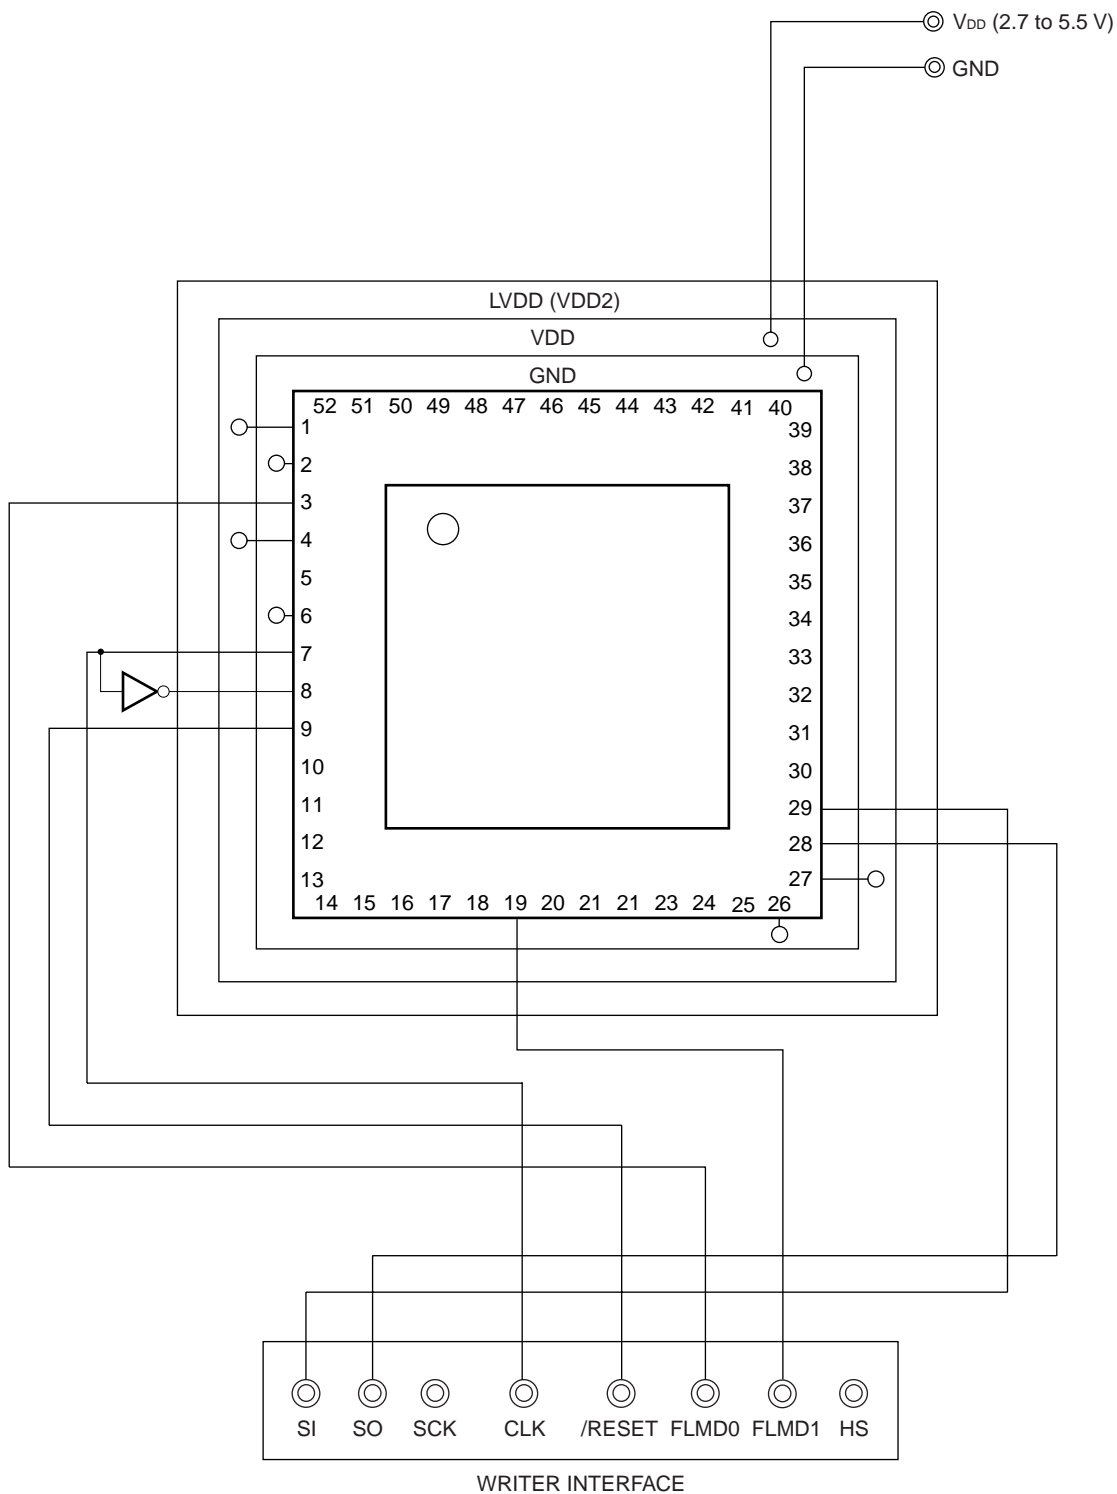 VDD (2.7 to 5.5 V)
GND
LVDD (VDD2)
VDD
GND
52 51 50 49 48 47 46 45 44 43 42 41 40
1
2
3
4
5
6
7
8
9
10
11
12
13
39
38
37
36
35
34
33
32
31
30
29
28
27
14 15 16 17 18 19 20 21 21 23 24 25 26
SI SO SCK CLK /RESET FLMD0 FLMD1 HS
WRITER INTERFACE